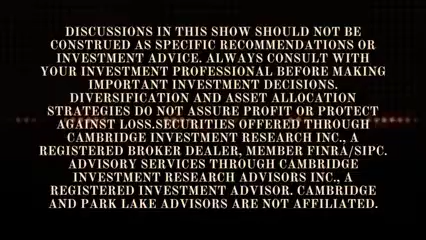 DISCUSSIONS IN THIS SHOW SHOULD NOT BE
CONSTRUED AS SPECIFIC RECOMMENDATIONS OR
INVESTMENT ADVICE. ALWAYS CONSULT WITH
YOUR INVESTMENT PROFESSIONAL BEFORE MAKING
IMPORTANT INVESTMENT DECISIONS.
DIVERSIFICATION AND ASSET ALLOCATION
STRATEGIES DO NOT ASSURE PROFIT OR PROTECT
AGAINST LOSS.SECURITIES OFFERED THROUGH
CAMBRIDGE INVESTMENT RESEARCH INC., A
REGISTERED BROKER DEALER, MEMBER FINRA/SIPC.
ADVISORY SERVICES THROUGH CAMBRIDGE
INVESTMENT RESEARCH ADVISORS INC., A
REGISTERED INVESTMENT ADVISOR. CAMBRIDGE
AND PARK LAKE ADVISORS ARE NOT AFFILIATED.